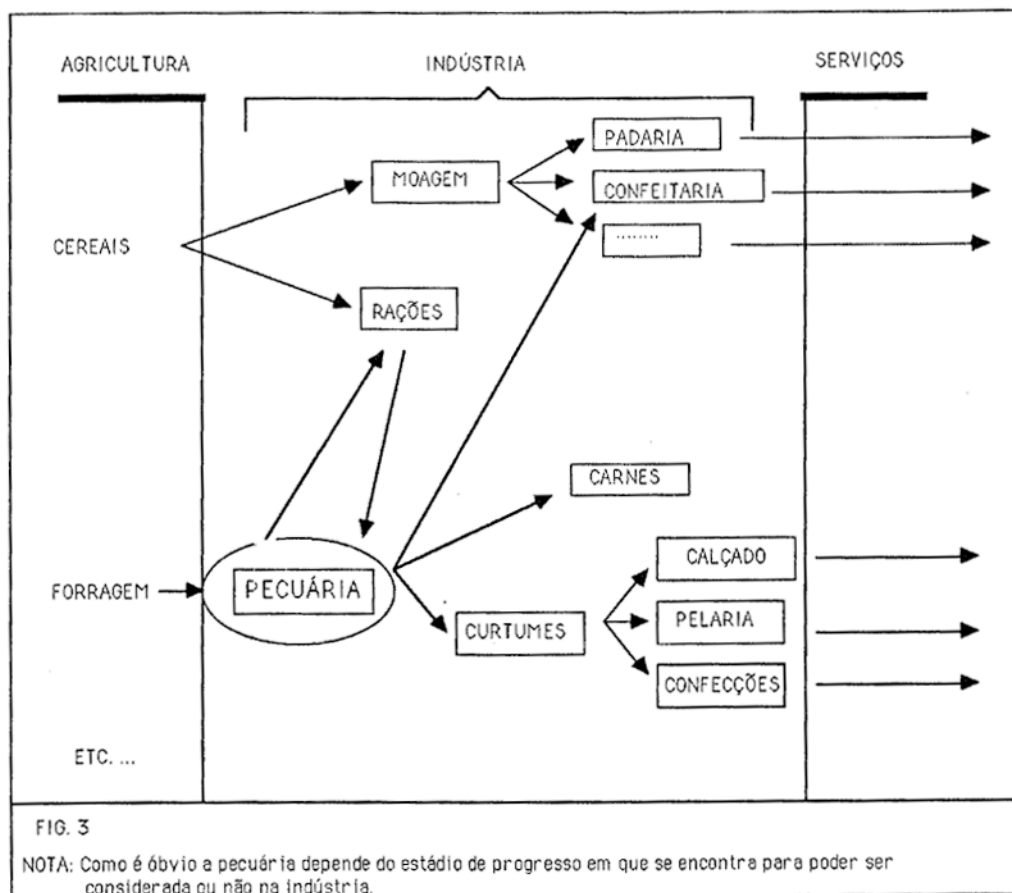 AGRICULTURA
INDÚSTRIA
SERVIÇOS
PADARIA
MOAGEM
CONFEITARIA
CEREAIS
........
RAÇÕES
CARNES
CALÇADO
FORRAGEM
PECUÁRIA
PELARIA
CURTUMES
CONFECÇÕES
ETC. ...
FIG. 3
NOTA: Como é óbvio a pecuária depende do estádio de progresso em que se encontra para poder ser
considerada ou não na indústria.